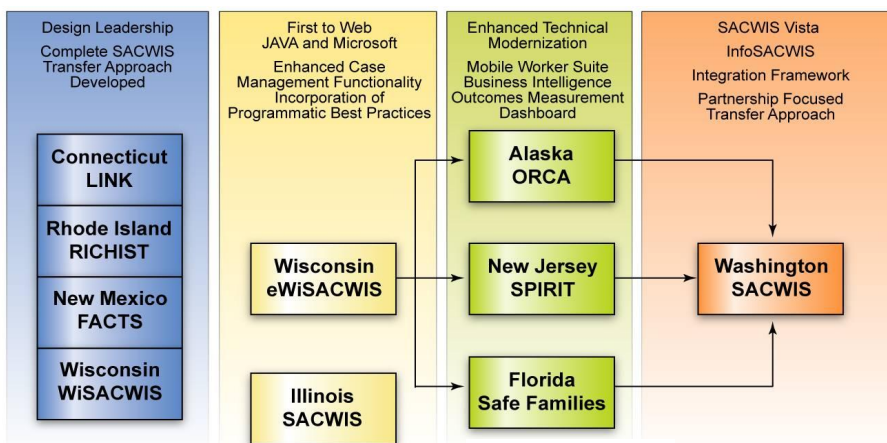 Design Leadership
Complete SACWIS
Transfer Approach
Developed
Connecticut
LINK
Rhode Island
RICHIST
New Mexico
FACTS
Wisconsin
WiSACWIS
First to Web
JAVA and Microsoft
Enhanced Case
Management Functionality
Incorporation of
Programmatic Best Practices
Wisconsin
eWiSACWIS
Illinois
SACWIS
Enhanced Technical
Modernization
Mobile Worker Suite
Business Intelligence
Outcomes Measurement
Dashboard
Alaska
ORCA
New Jersey
SPIRIT
Florida
Safe Families
SACWIS Vista
InfoSACWIS
Integration Framework
Partnership Focused
Transfer Approach
Washington
SACWIS